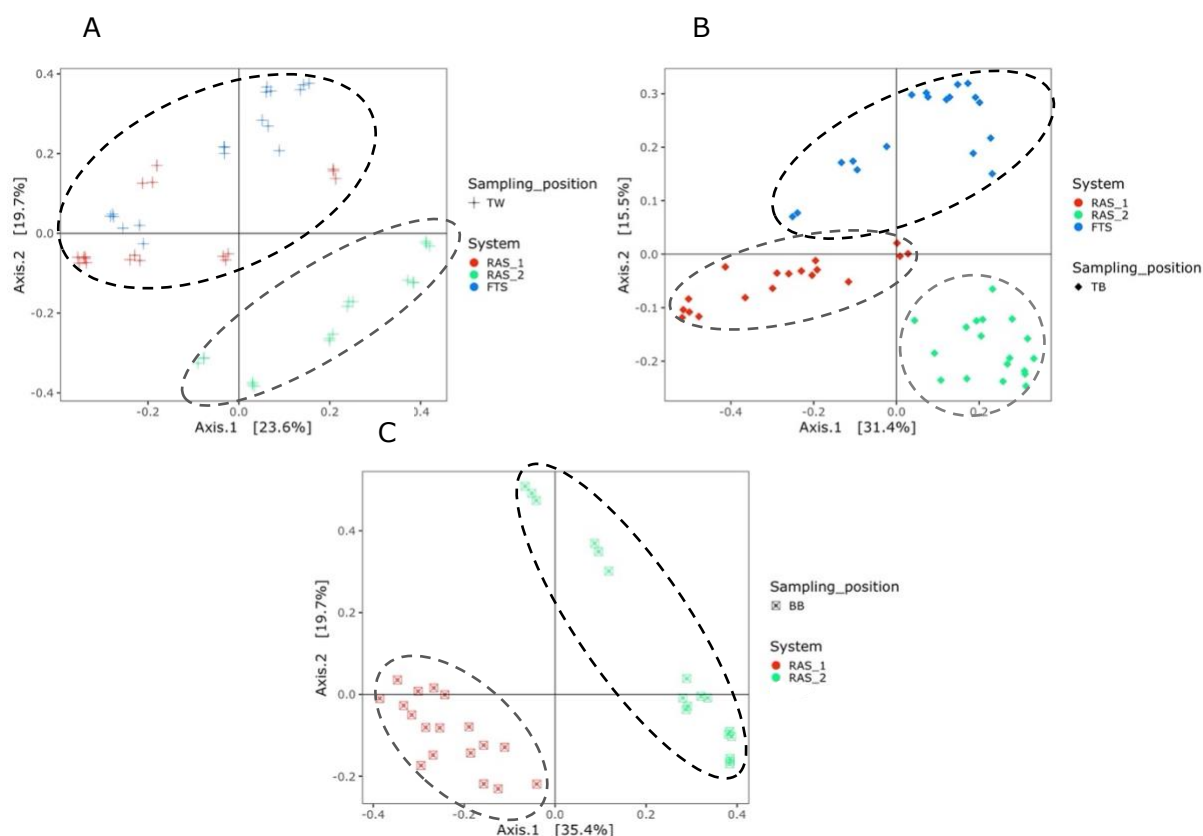 A
0.4
0.2
0.0
-0.2
-0.4
Axis.2 [19.7%]
-0.2
0.0
0.2
0.4
Axis.1 [23.6%]
Sampling_position
TW
System
RAS_1
RAS_2
FTS
B
0.3
0.2
0.1
0.0
-0.1
-0.2
Axis.2 [15.5%]
-0.4
-0.2
0.0
0.2
Axis.1 [31.4%]
System
RAS_1
RAS_2
FTS
Sampling_position
TB
C
0.4
0.2
0.0
-0.2
Axis.2 [19.7%]
-0.4
-0.2
0.0
0.2
0.4
Axis.1 [35.4%]
Sampling_position
BB
System
RAS_1
RAS_2